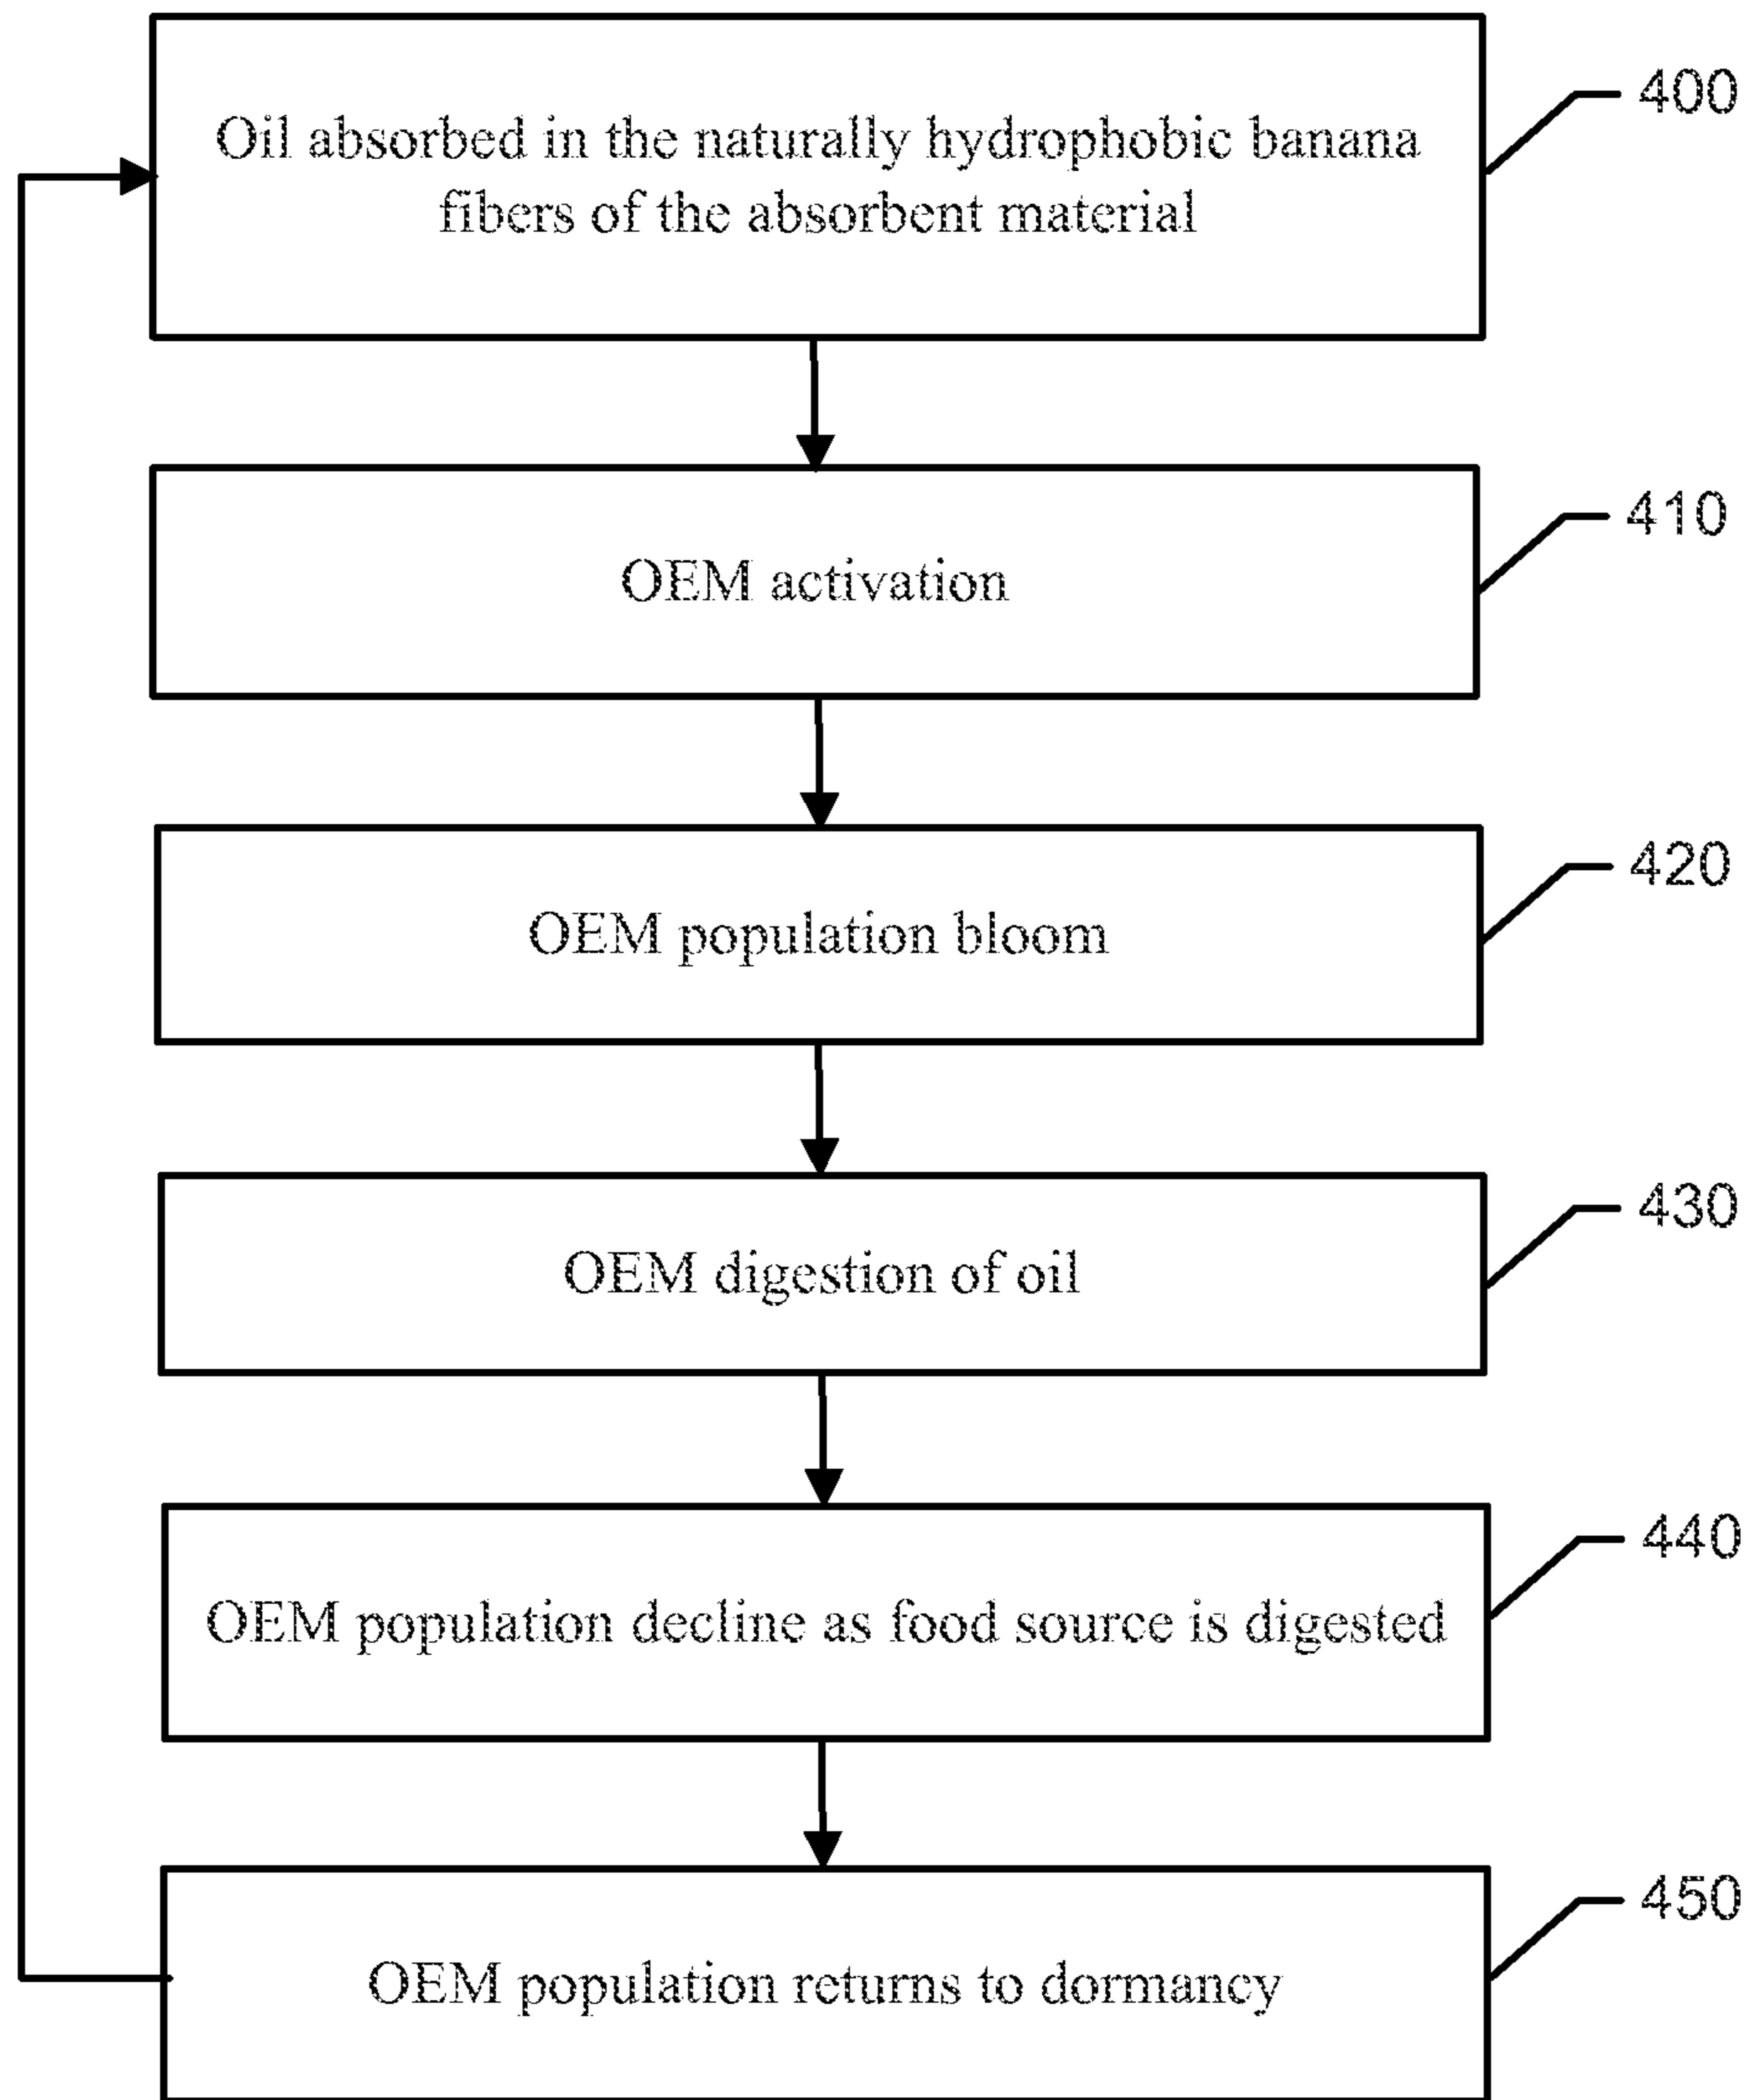 Oil absorbed in the naturally hydrophobic banana
fibers of the absorbent material
400
OEM activation
410
OEM population bloom
420
OEM digestion of oil
430
OEM population decline as food source is digested
440
OEM population returns to dormancy
450